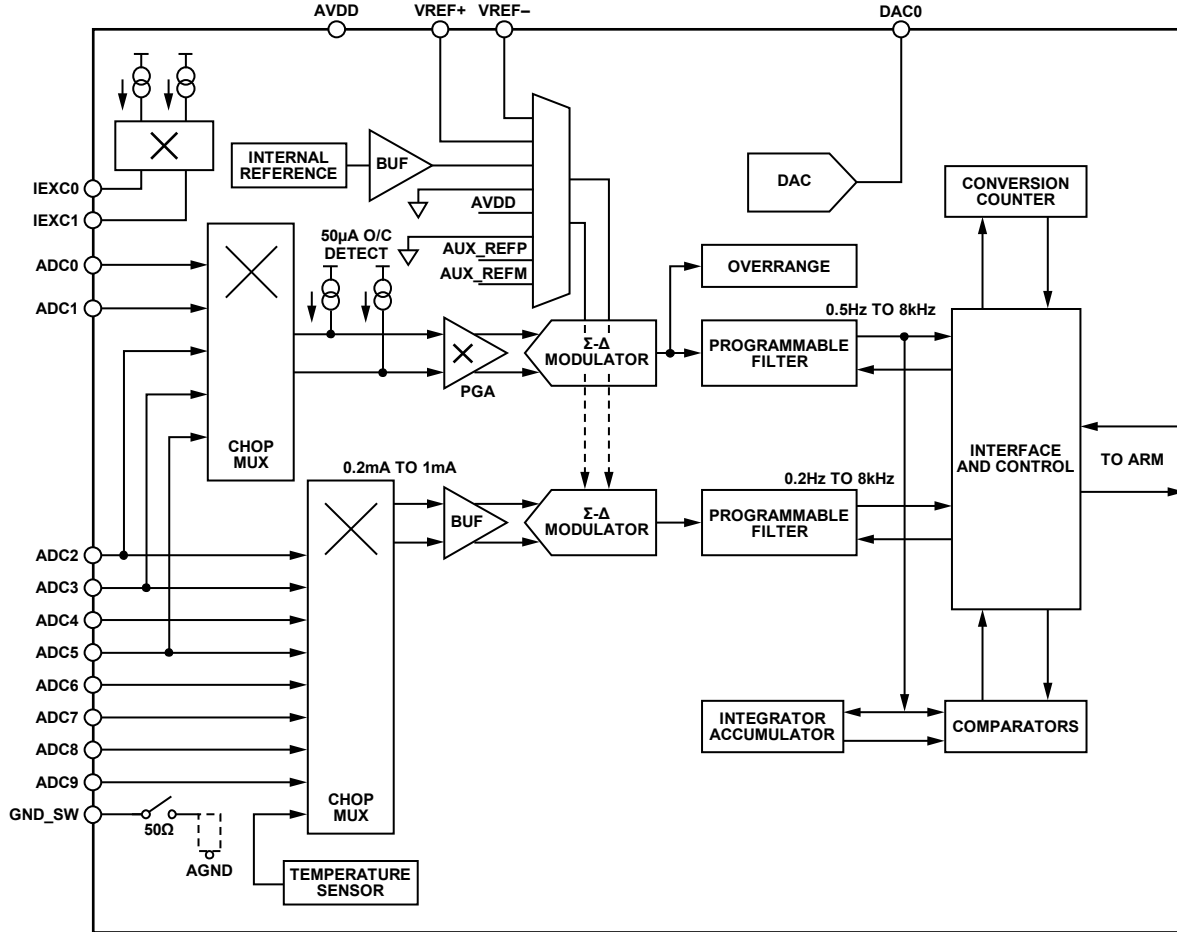 AVDD
VREF+
VREF–
DAC0
IEXC0
IEXC1
ADC0
ADC1
INTERNAL
REFERENCE
BUF
AVDD
50µA O/C
DETECT
AUX_REFP
AUX_REFM
DAC
CONVERSION
COUNTER
OVERRANGE
0.5Hz TO 8kHz
PGA
Σ-Δ
MODULATOR
PROGRAMMABLE
FILTER
CHOP
MUX
INTERFACE
AND CONTROL
TO ARM
0.2mA TO 1mA
BUF
Σ-Δ
MODULATOR
0.2Hz TO 8kHz
PROGRAMMABLE
FILTER
ADC2
ADC3
ADC4
ADC5
ADC6
ADC7
ADC8
ADC9
GND_SW
50Ω
AGND
CHOP
MUX
TEMPERATURE
SENSOR
INTEGRATOR
ACCUMULATOR
COMPARATORS